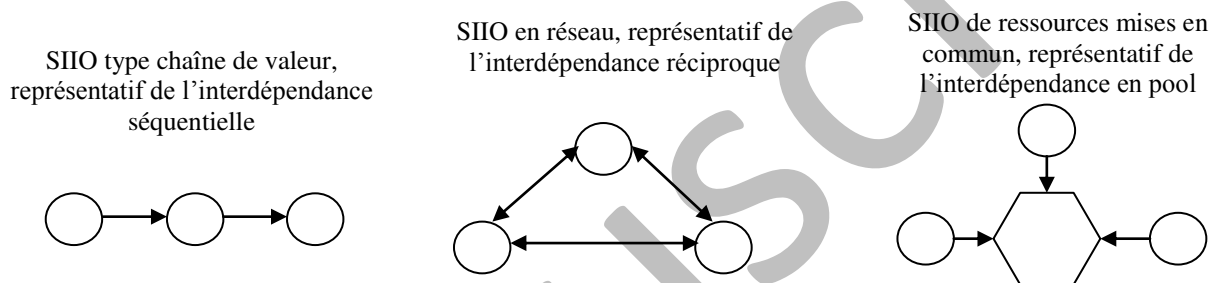 SIIO type chaîne de valeur,
représentatif de l'interdépendance
séquentielle
SIIO en réseau, représentatif de
l'interdépendance réciproque
SIIO de ressources mises en
commun, représentatif de
l'interdépendance en pool